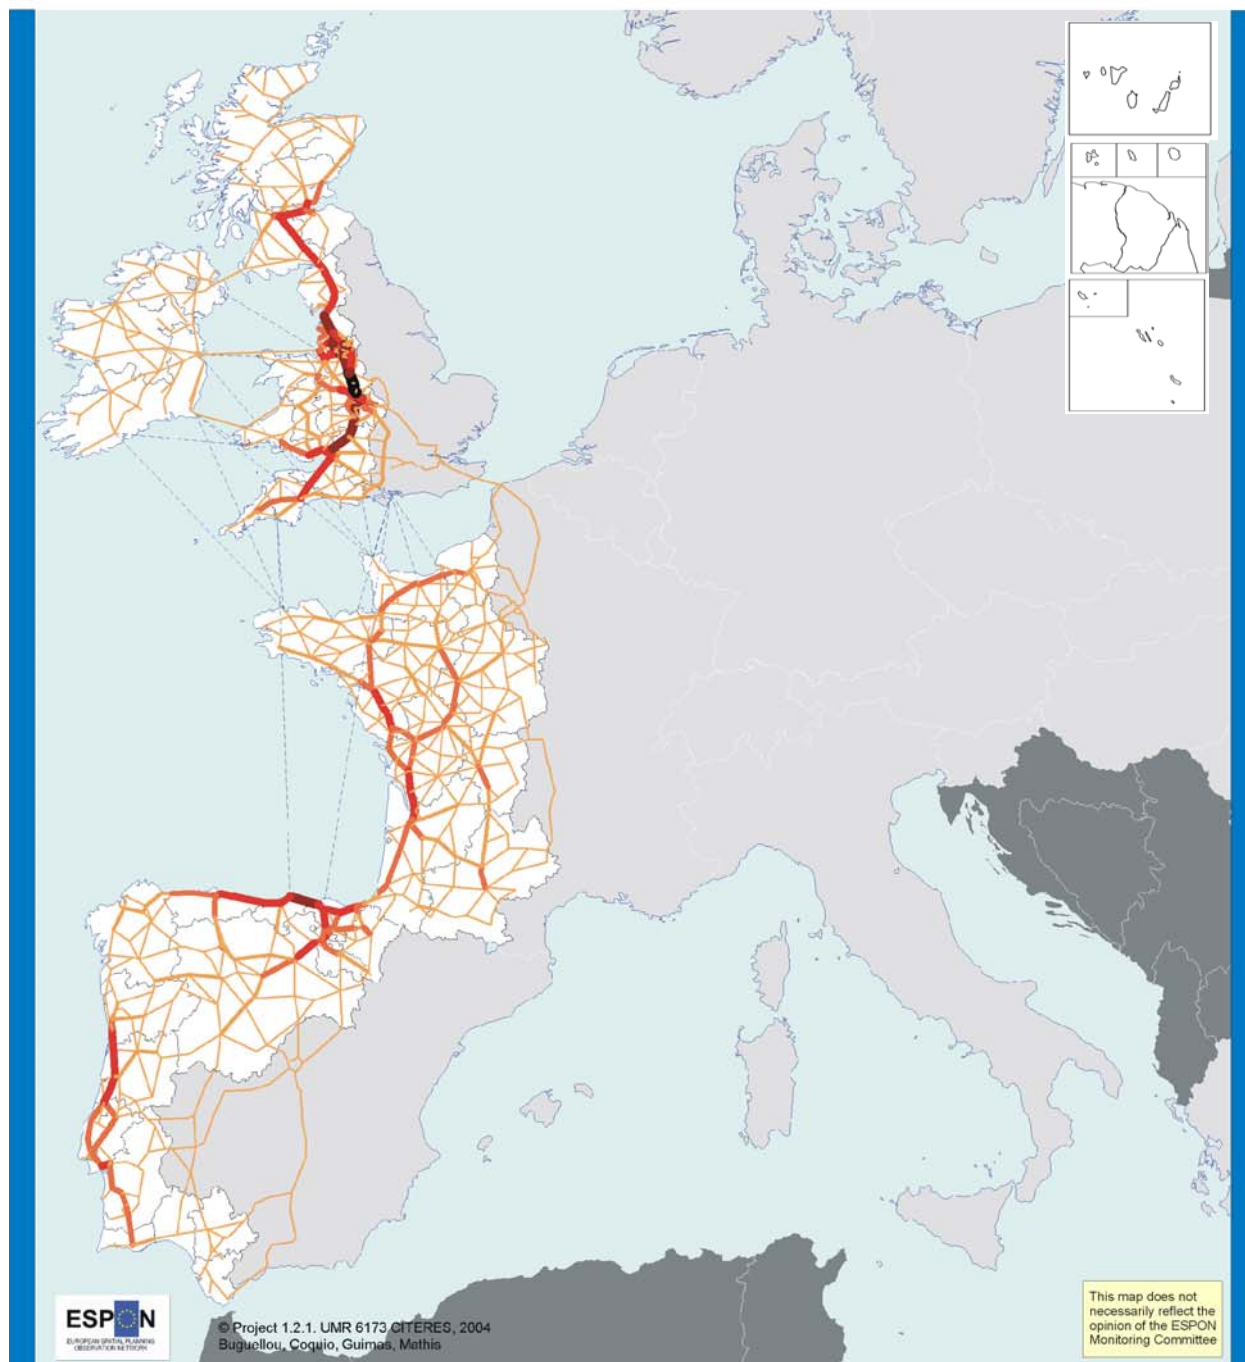 ESPON
EUROPEAN SPATIAL PLANNING
OBSERVATION NETWORK
© Project 1.2.1. UMR 6173 CITERES, 2004
Buguellou, Coquio, Guimas, Mathis
This map does not
necessarily reflect the
opinion of the ESPON
Monitoring Committee